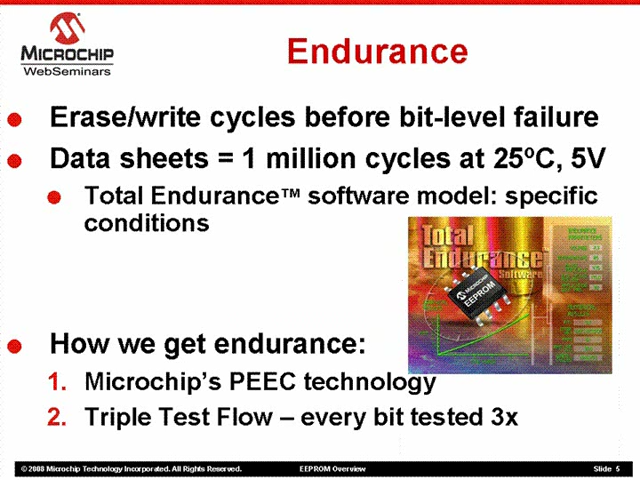 MICROCHIP
WebSeminars
Endurance
Erase/write cycles before bit-level failure
Data sheets = 1 million cycles at 25ºC, 5V
Total Endurance™ software model: specific
conditions
Total
Endurance
Software
MICROCHIP
EEPROM
How we get endurance:
1. Microchip's PEEC technology
2. Triple Test Flow – every bit tested 3x
© 2008 Microchip Technology Incorporated. All Rights Reserved. EEPROM Overview Slide 5